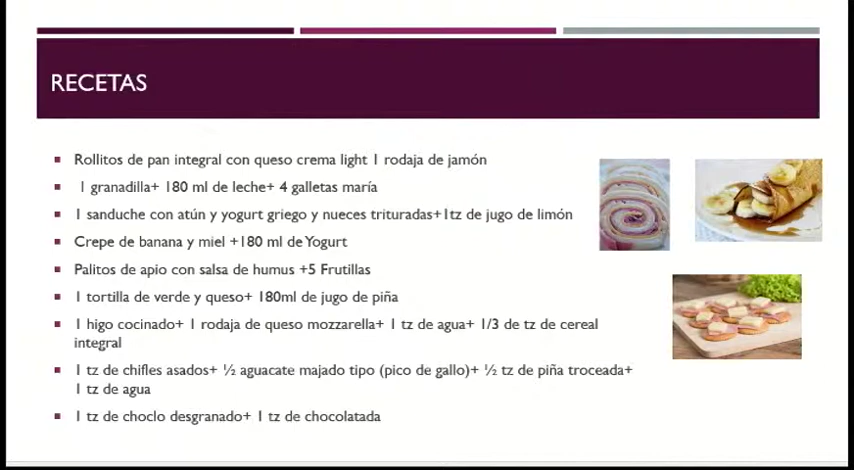 RECETAS
Rollitos de pan integral con queso crema light 1 rodaja de jamón
1 granadilla+ 180 ml de leche+ 4 galletas maría
1 sanduche con atún y yogurt griego y nueces trituradas+1tz de jugo de limón
Crepe de banana y miel +180 ml de Yogurt
Palitos de apio con salsa de humus +5 Frutillas
1 tortilla de verde y queso+ 180ml de jugo de piña
1 higo cocinado+ 1 rodaja de queso mozzarella+ 1 tz de agua+ 1/3 de tz de cereal
integral
1 tz de chifles asados+ ½ aguacate majado tipo (pico de gallo)+ ½ tz de piña troceada+
1 tz de agua
1 tz de choclo desgranado+ 1 tz de chocolatada